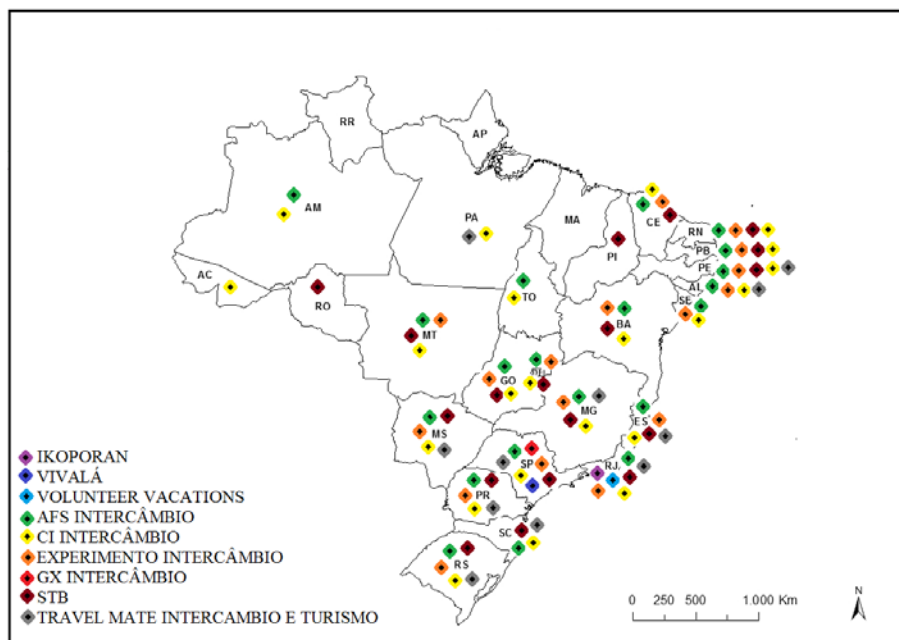 RR
AP
AM
PA
MA
CE
RN
PB
PE
AL
SE
PI
AC
RO
TO
BA
MT
GO
DF
MG
ES
MS
SP
RJ
PR
SC
RS
IKOPORAN
VIVALÁ
VOLUNTEER VACATIONS
AFS INTERCÂMBIO
CI INTERCÂMBIO
EXPERIMENTO INTERCÂMBIO
GX INTERCÂMBIO
STB
TRAVEL MATE INTERCAMBIO E TURISMO
0 250 500 1.000 Km
N